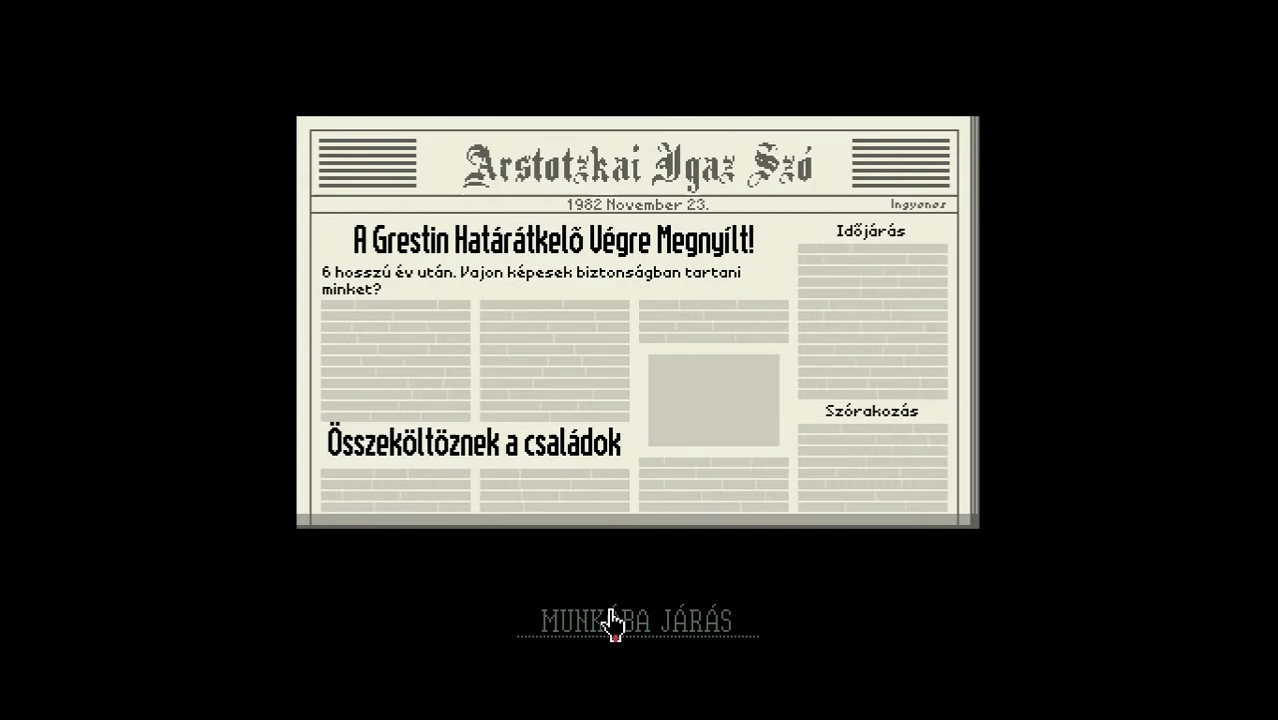 Arstotzkai Igaz Szó
1982 November 23.
Ingyenes
A Grestin Határátkelő Végre Megnyílt!
6 hosszú év után. Vajon képesek biztonságban tartani
minket?
Összeköltöznek a családok
Időjárás
Szórakozás
MUNKÁBA JÁRÁS